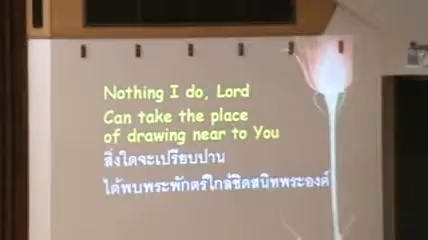 Nothing I do, Lord
Can take the place
of drawing near to You
สิ่งใดจะเปรียบปาน
ได้พบพระพักตร์ใกล้ชิดสนิทพระองค์